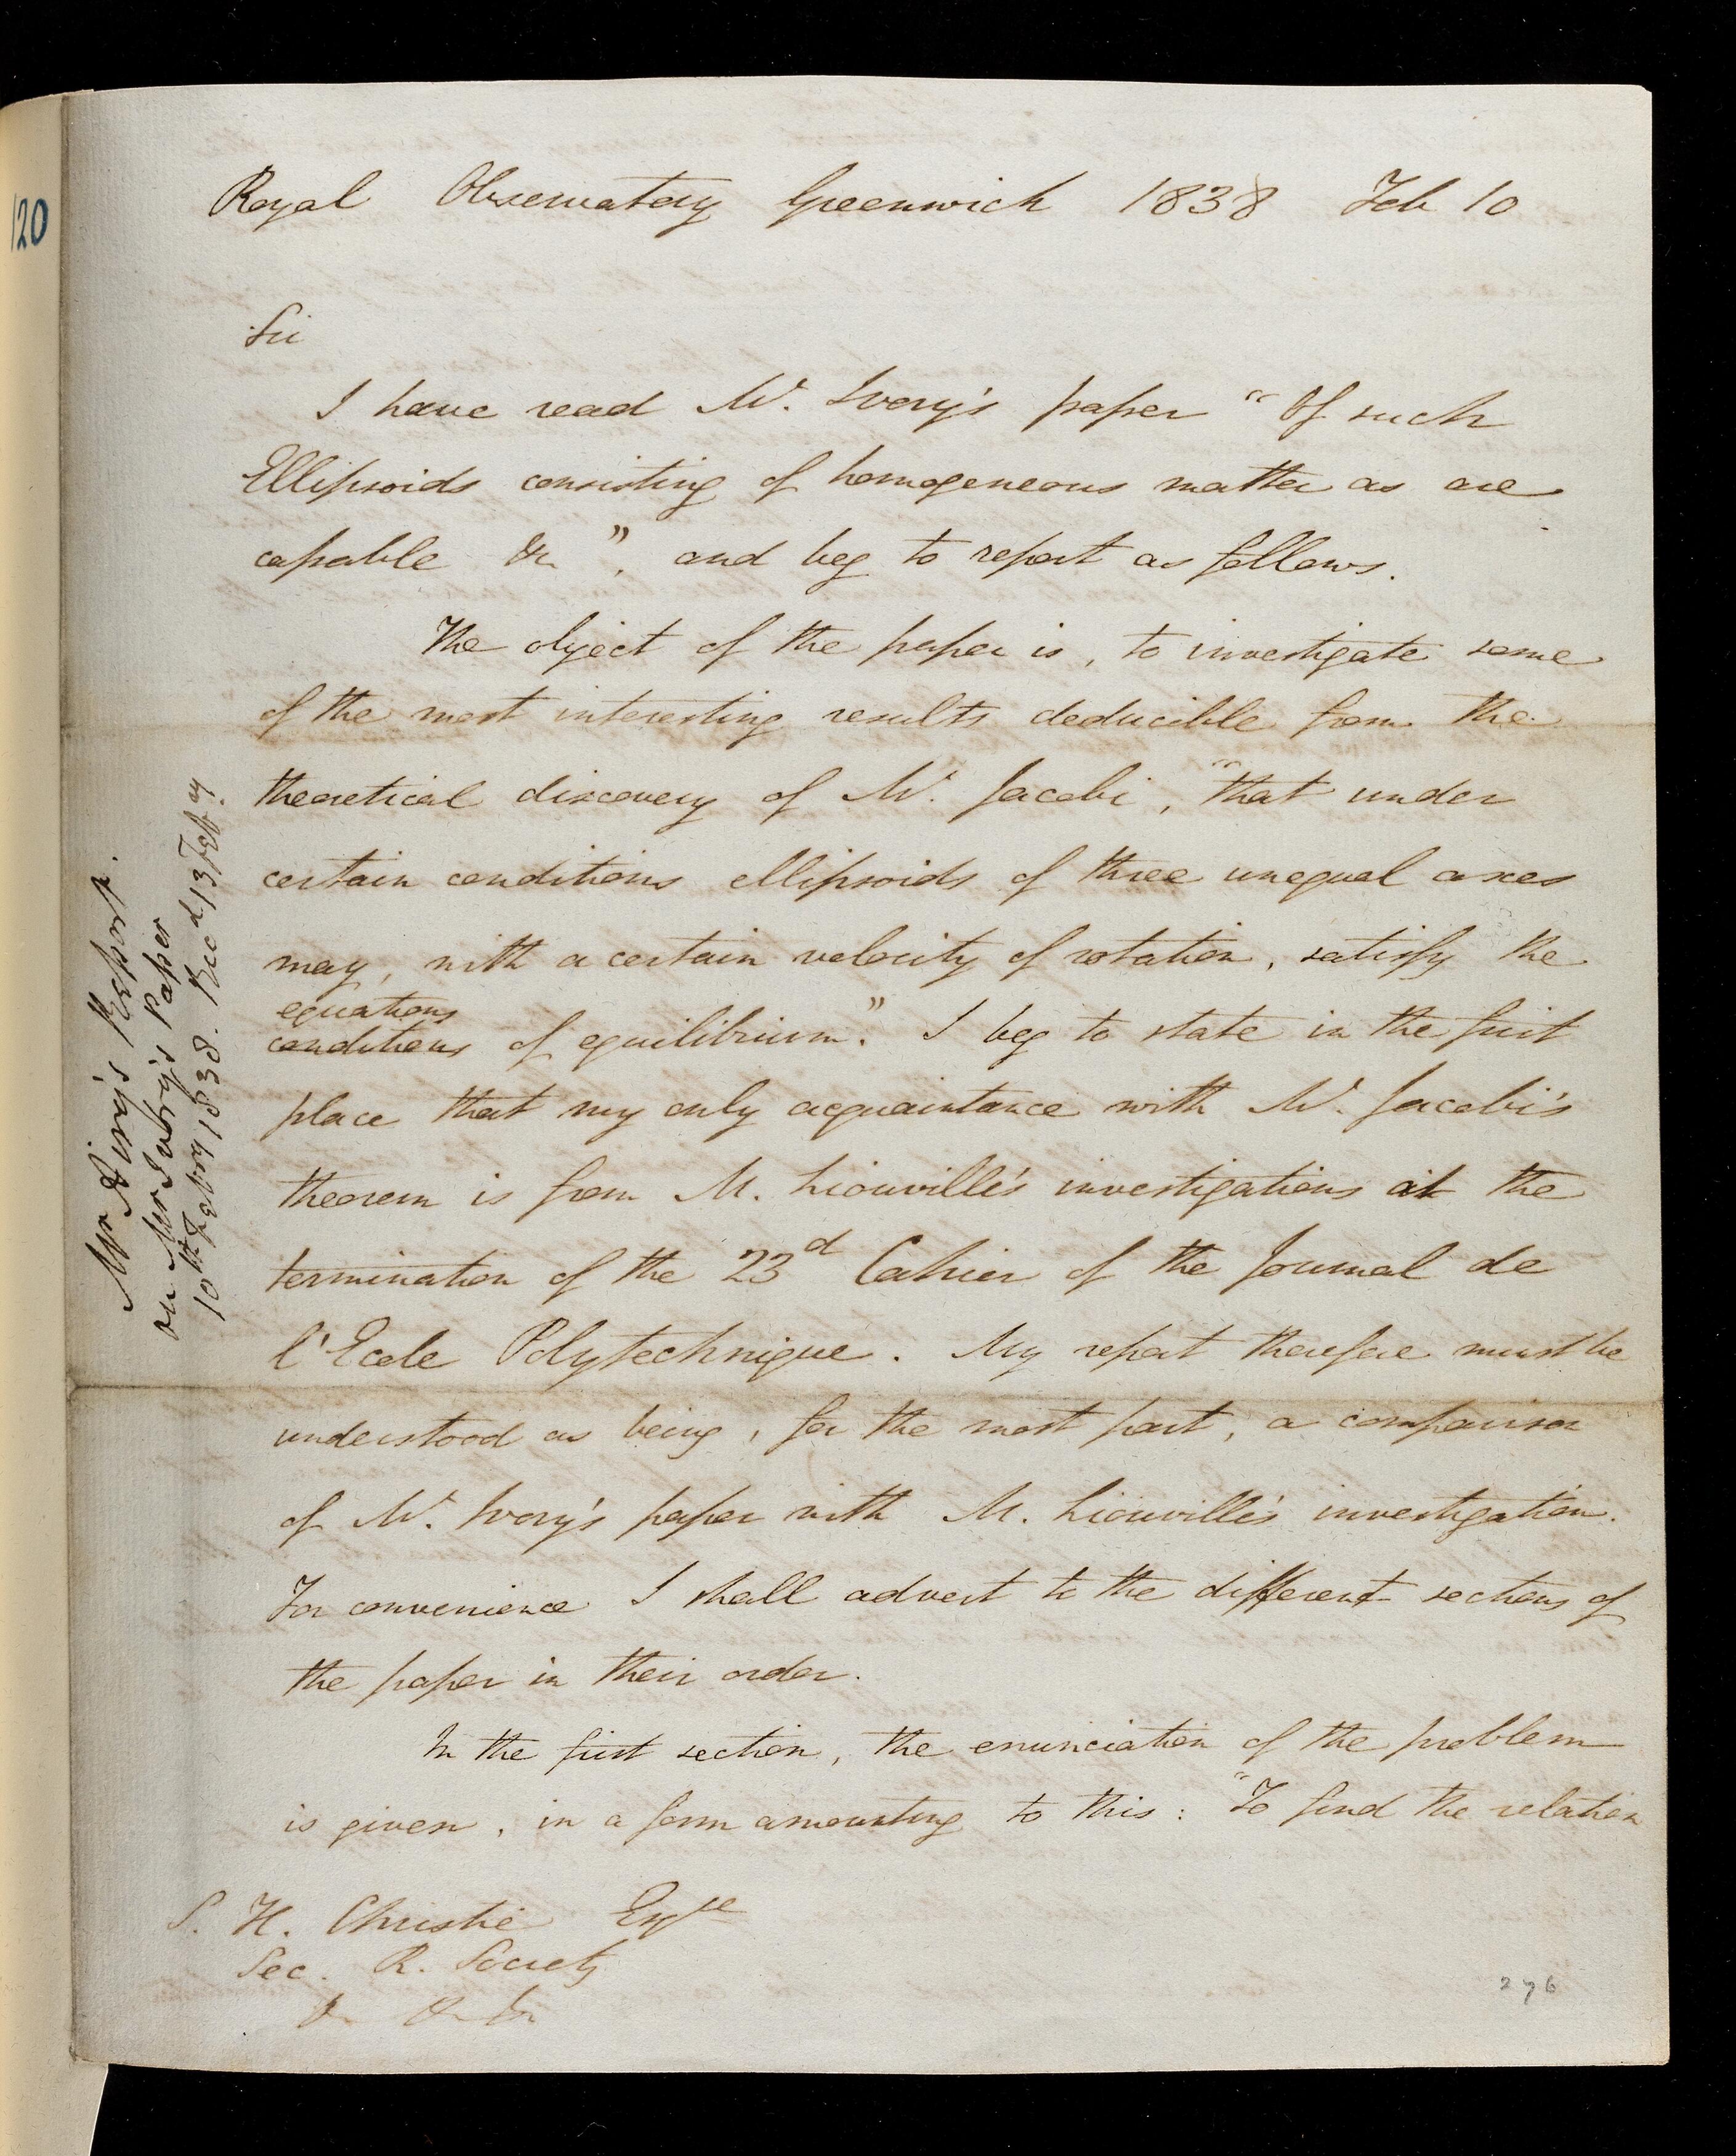 120
Royal Observatory Greenwich 1838 Feb 10
Sir
I have read Mr. Ivory's paper "Of such
Ellipsoids consisting of homogeneous matter as are
capable &c", and beg to report as follows.
The object of the paper is, to investigate some
of the most interesting results deducible from the
theoretical discovery of Mr. Jacobi, "that under
certain conditions ellipsoids of three unequal axes
may, with a certain velocity of rotation, satisfy the
equations
conditions of equilibrium." I beg to state in the first
place that my only acquaintance with Mr. Jacobi's
theorem is from M. Liouville's investigations at the
termination of the 23d Cahier of the Journal de
l'Ecole Polytechnique. My report therefore must be
understood as being, for the most part, a comparison
of Mr. Ivory's paper with M. Liouville's investigation.
For convenience I shall advert to the different sections of
the paper in their order.
In the first section, the enunciation of the problem
is given, in a form amounting to this: "To find the relation
S. H. Christie Esqre
Sec. R. Society
&c &c &c
276
Mr Airy's Report.
on Mr Ivory's Paper
10th Febry 1838. Recd 13 Feby.